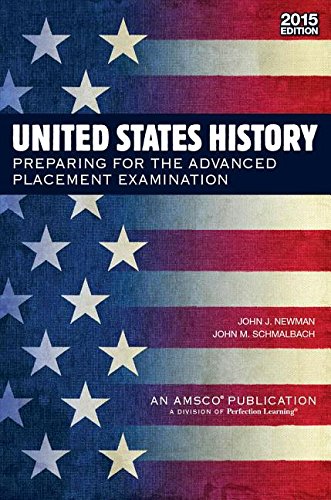 2015
EDITION
UNITED STATES HISTORY
PREPARING FOR THE ADVANCED
PLACEMENT EXAMINATION
JOHN J. NEWMAN
JOHN M. SCHMALBACH
AN AMSCO® PUBLICATION
A DIVISION OF Perfection Learning®